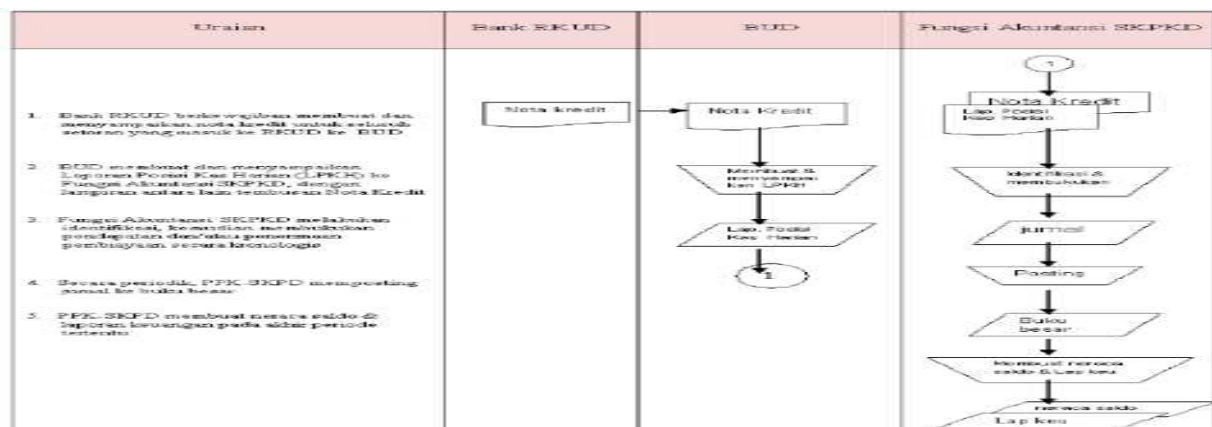 Uraian
Bank RKUD
BUD
Fungsi Akuntansi SKPKD
1. Bank RKUD berkewajiban membuat dan
menyampaikan nota kredit untuk seluruh
setoran yang masuk ke RKUD ke BUD
2. BUD membuat dan menyampaikan
Laporan Posisi Kas Harian (LPKH) ke
Fungsi Akuntansi SKPKD, dengan
lampiran antara lain tembusan Nota Kredit
3. Fungsi Akuntansi SKPKD melakukan
identifikasi, kemudian membukukan
pendapatan dan/atau penerimaan
pembiayaan secara kronologis
4. Secara periodik, PPK-SKPD memposting
jurnal ke buku besar
5. PPK-SKPD membuat neraca saldo &
laporan keuangan pada akhir periode
tertentu
Nota kredit
Nota Kredit
Membuat &
menyampai
kan LPKH
Lap. Posisi
Kas Harian
1
1
Nota Kredit
Lap. Posisi
Kas Harian
Identifikasi &
membukukan
jurnal
Posting
Buku
besar
Membuat neraca
saldo & Lap keu
neraca saldo
Lap keu